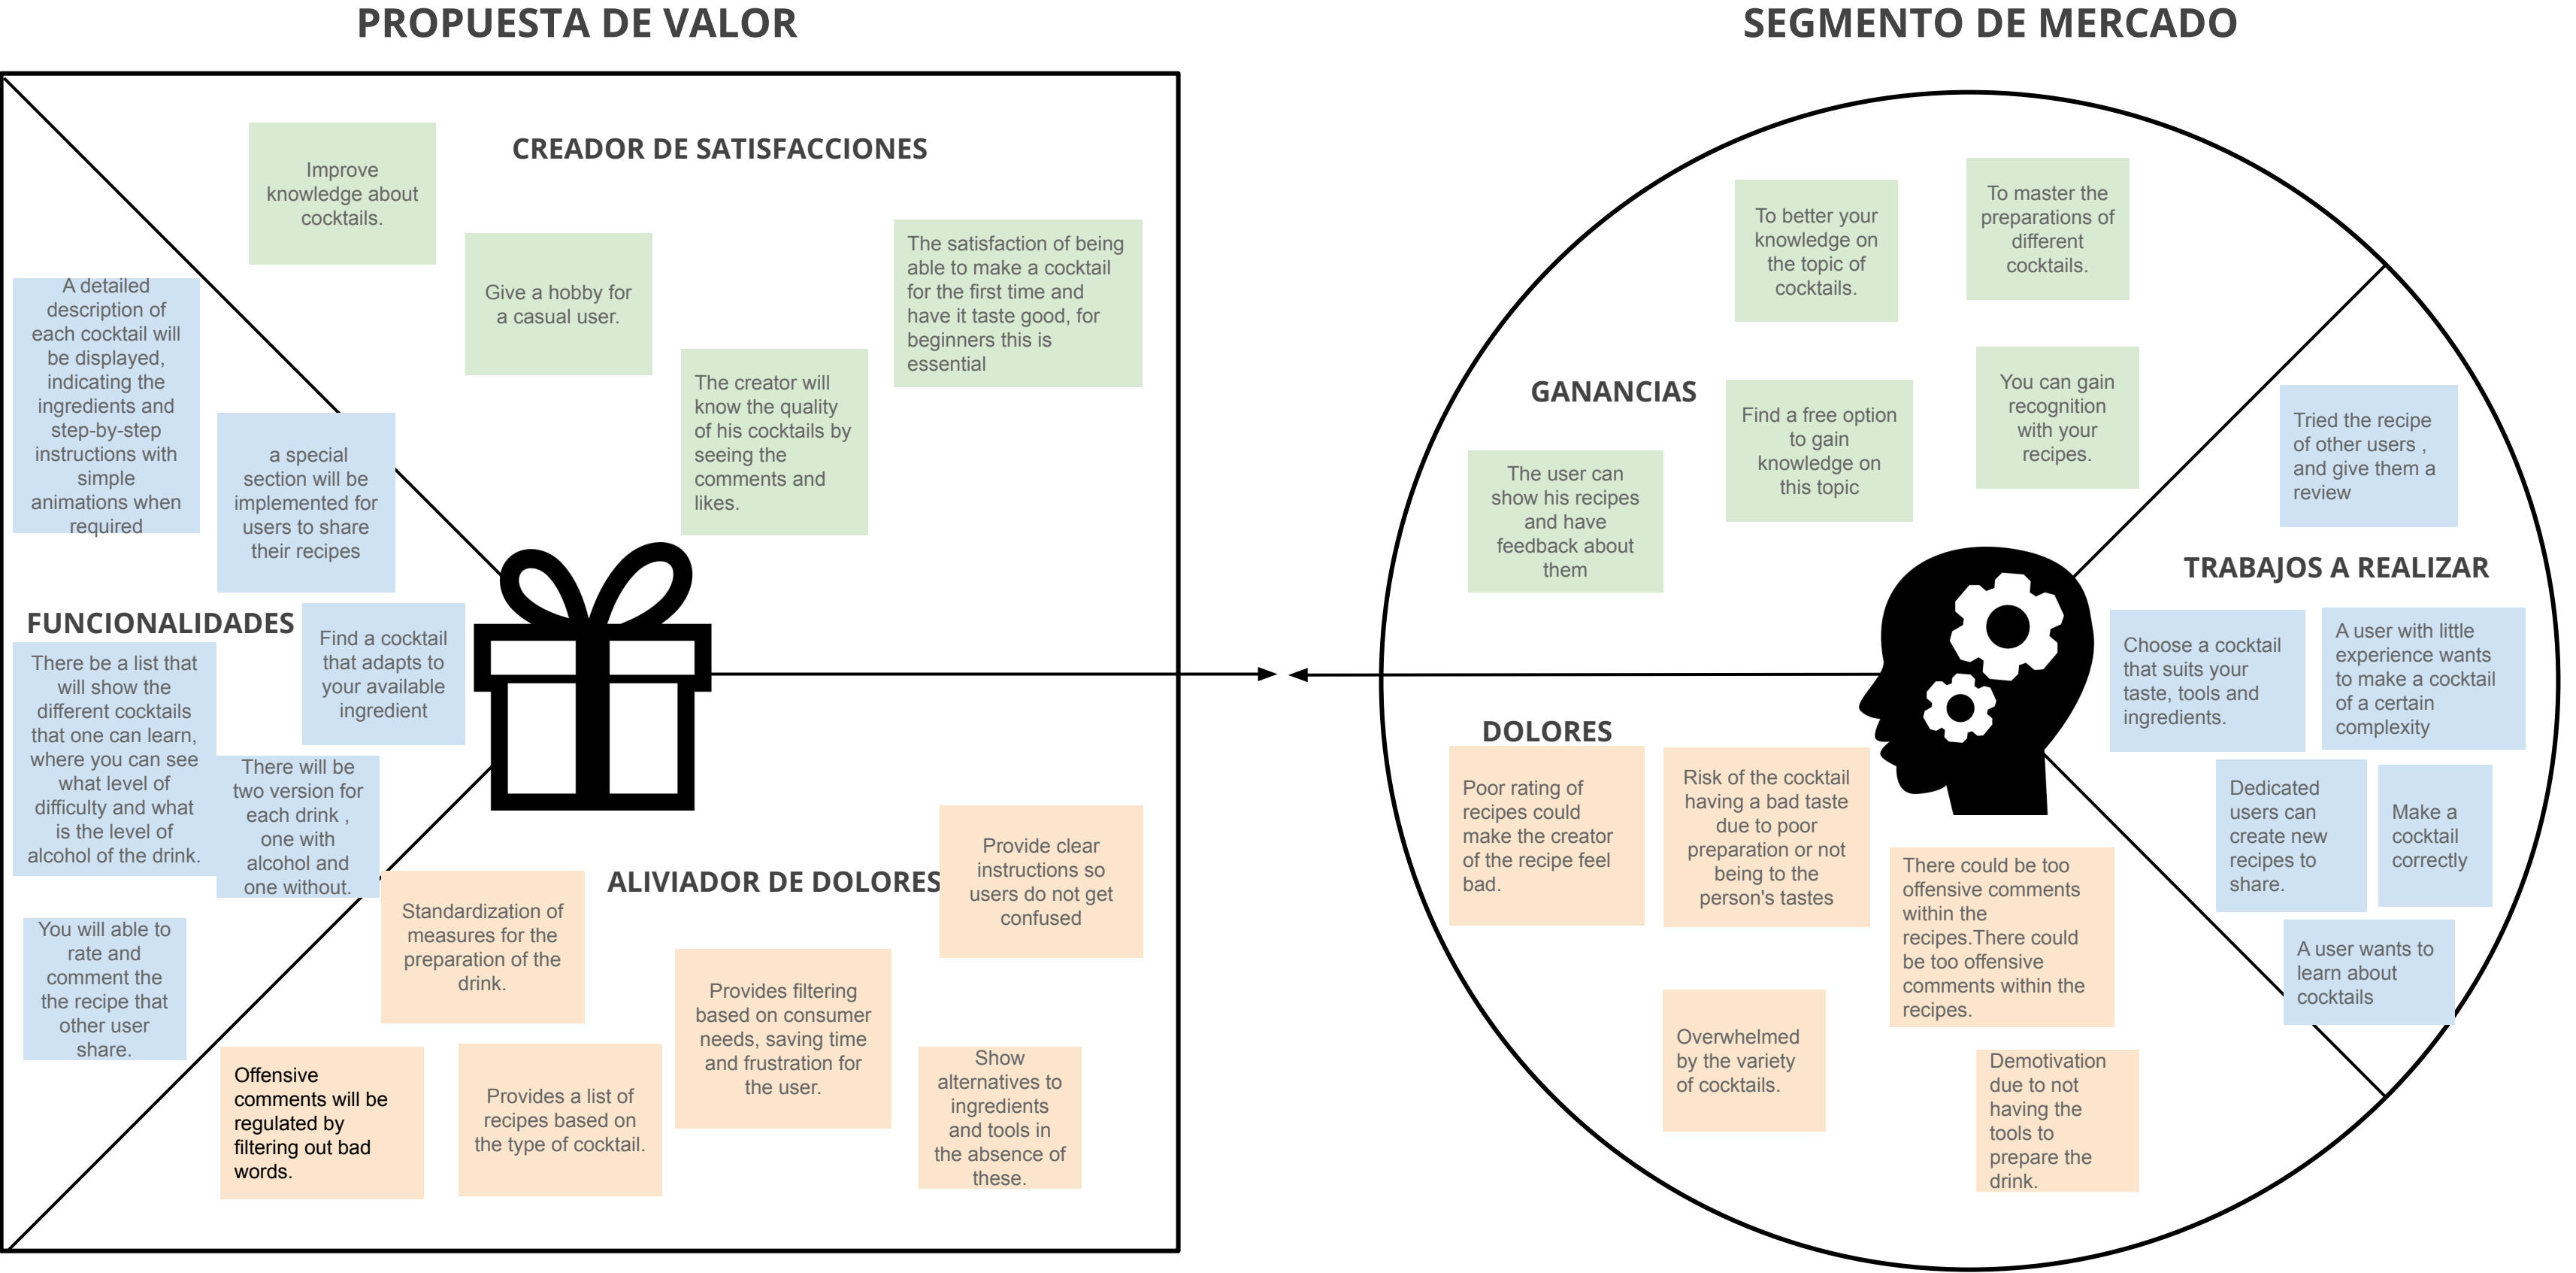 PROPUESTA DE VALOR
CREADOR DE SATISFACCIONES
Improve
knowledge about
cocktails.
Give a hobby for
a casual user.
The satisfaction of being
able to make a cocktail
for the first time and
have it taste good, for
beginners this is
essential
The creator will
know the quality
of his cocktails by
seeing the
comments and
likes.
A detailed
description of
each cocktail will
be displayed,
indicating the
ingredients and
step-by-step
instructions with
simple
animations when
required
a special
section will be
implemented for
users to share
their recipes
FUNCIONALIDADES
Find a cocktail
that adapts to
your available
ingredient
There be a list that
will show the
different cocktails
that one can learn,
where you can see
what level of
difficulty and what
is the level of
alcohol of the drink.
There will be
two version for
each drink ,
one with
alcohol and
one without.
You will able to
rate and
comment the
the recipe that
other user
share.
ALIVIADOR DE DOLORES
Provide clear
instructions so
users do not get
confused
Standardization of
measures for the
preparation of the
drink.
Provides filtering
based on consumer
needs, saving time
and frustration for
the user.
Offensive
comments will be
regulated by
filtering out bad
words.
Provides a list of
recipes based on
the type of cocktail.
Show
alternatives to
ingredients
and tools in
the absence of
these.
SEGMENTO DE MERCADO
To better your
knowledge on
the topic of
cocktails.
To master the
preparations of
different
cocktails.
GANANCIAS
Find a free option
to gain
knowledge on
this topic
You can gain
recognition
with your
recipes.
The user can
show his recipes
and have
feedback about
them
Tried the recipe
of other users ,
and give them a
review
TRABAJOS A REALIZAR
Choose a cocktail
that suits your
taste, tools and
ingredients.
A user with little
experience wants
to make a cocktail
of a certain
complexity
Dedicated
users can
create new
recipes to
share.
Make a
cocktail
correctly
A user wants to
learn about
cocktails
DOLORES
Poor rating of
recipes could
make the creator
of the recipe feel
bad.
Risk of the cocktail
having a bad taste
due to poor
preparation or not
being to the
person's tastes
There could be too
offensive comments
within the
recipes.There could
be too offensive
comments within the
recipes.
Overwhelmed
by the variety
of cocktails.
Demotivation
due to not
having the
tools to
prepare the
drink.